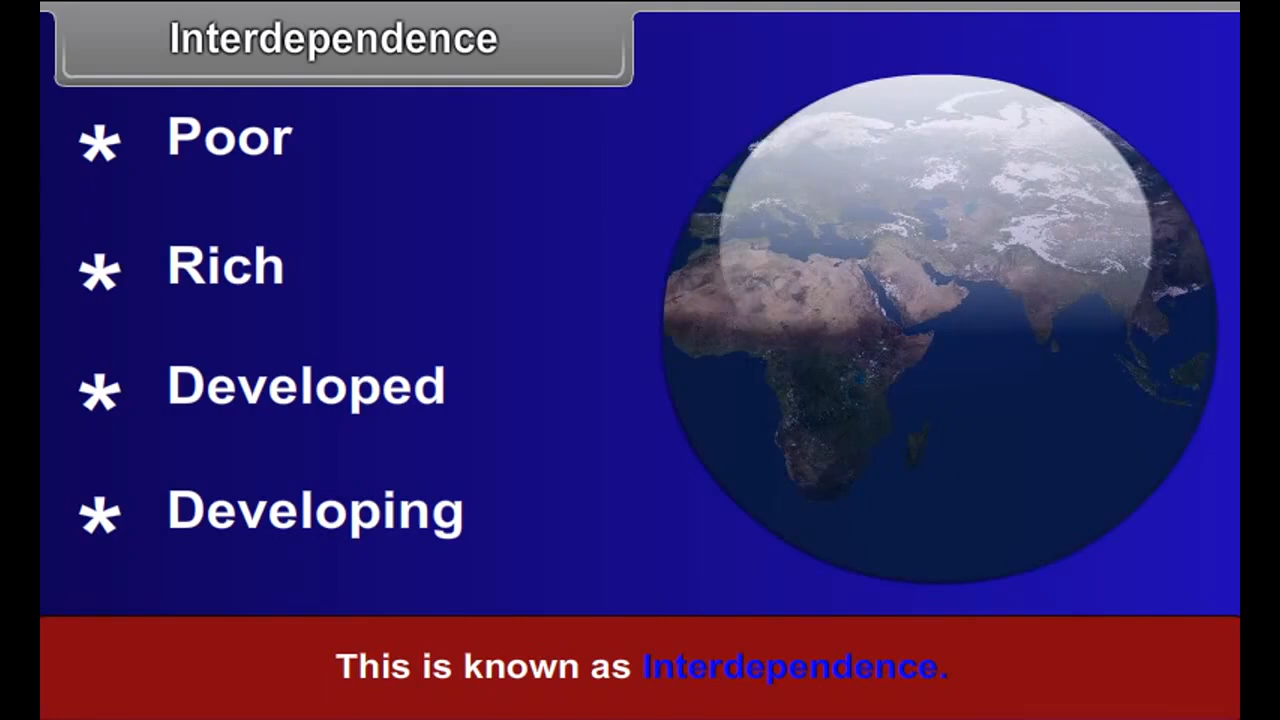 Interdependence
* Poor
* Rich
* Developed
* Developing
This is known as Interdependence.